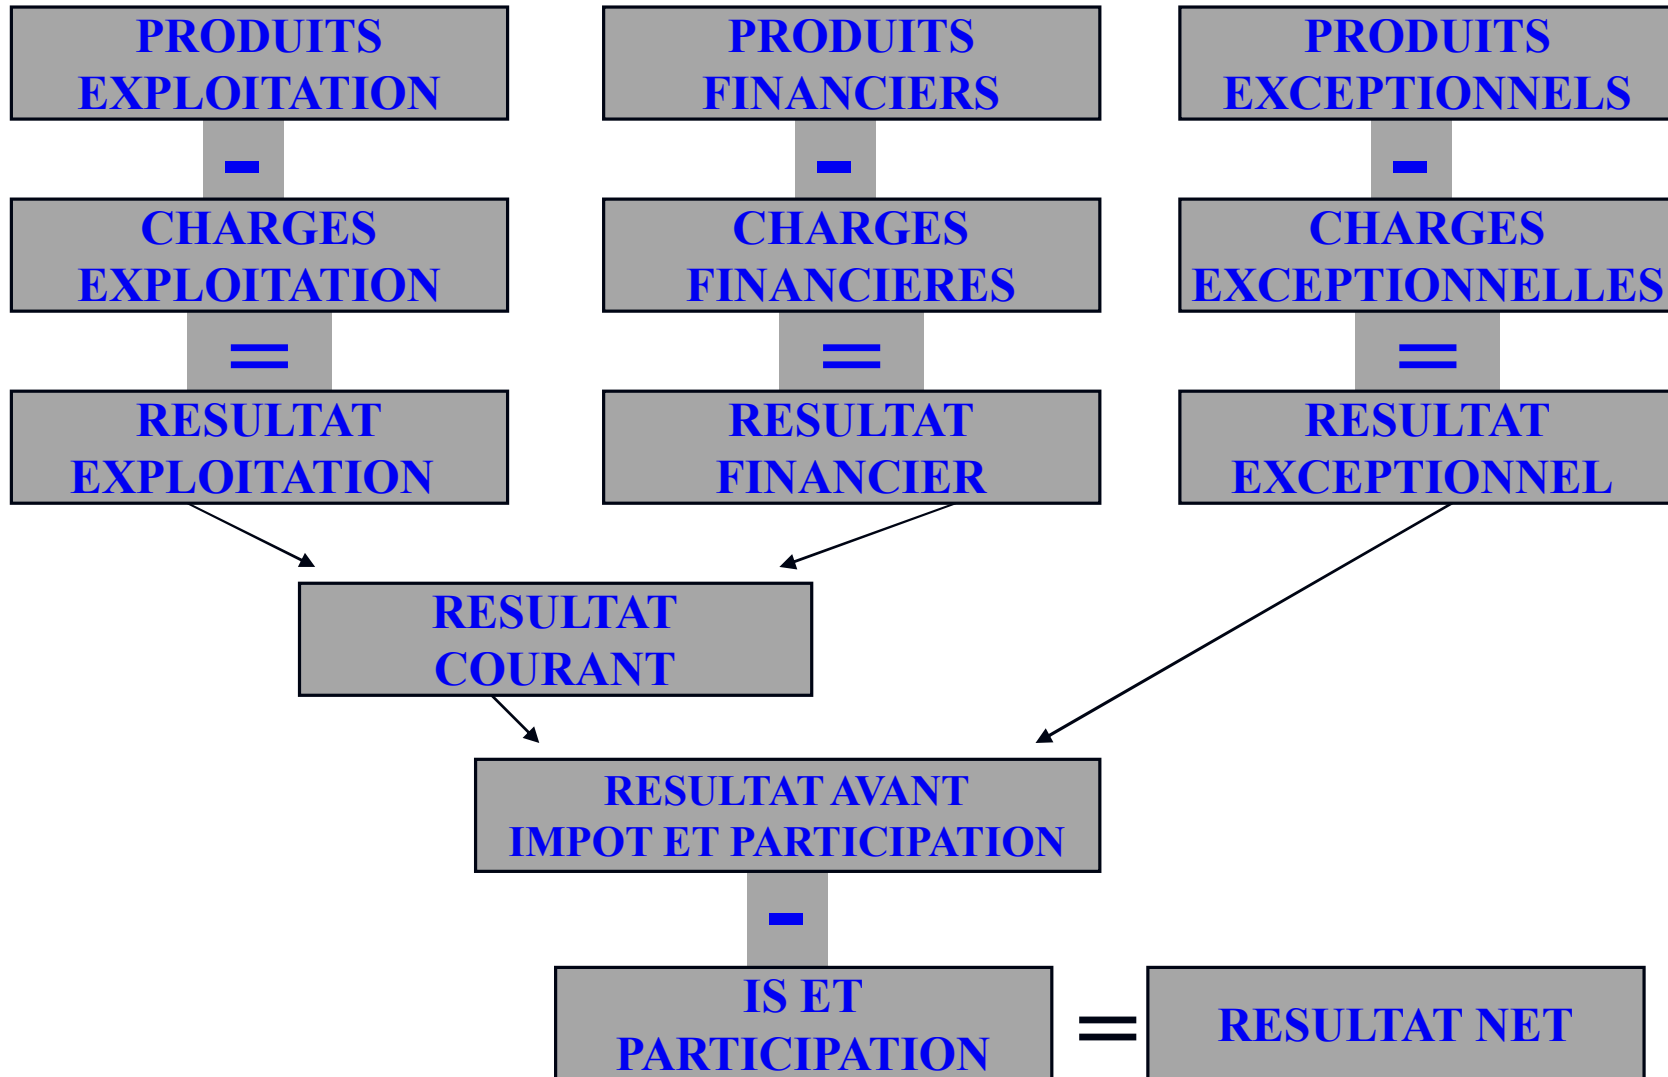 PRODUITS
EXPLOITATION
-
CHARGES
EXPLOITATION
=
RESULTAT
EXPLOITATION
PRODUITS
FINANCIERS
-
CHARGES
FINANCIERES
=
RESULTAT
FINANCIER
PRODUITS
EXCEPTIONNELS
-
CHARGES
EXCEPTIONNELLES
=
RESULTAT
EXCEPTIONNEL
RESULTAT
COURANT
RESULTAT AVANT
IMPOT ET PARTICIPATION
-
IS ET
PARTICIPATION
=
RESULTAT NET